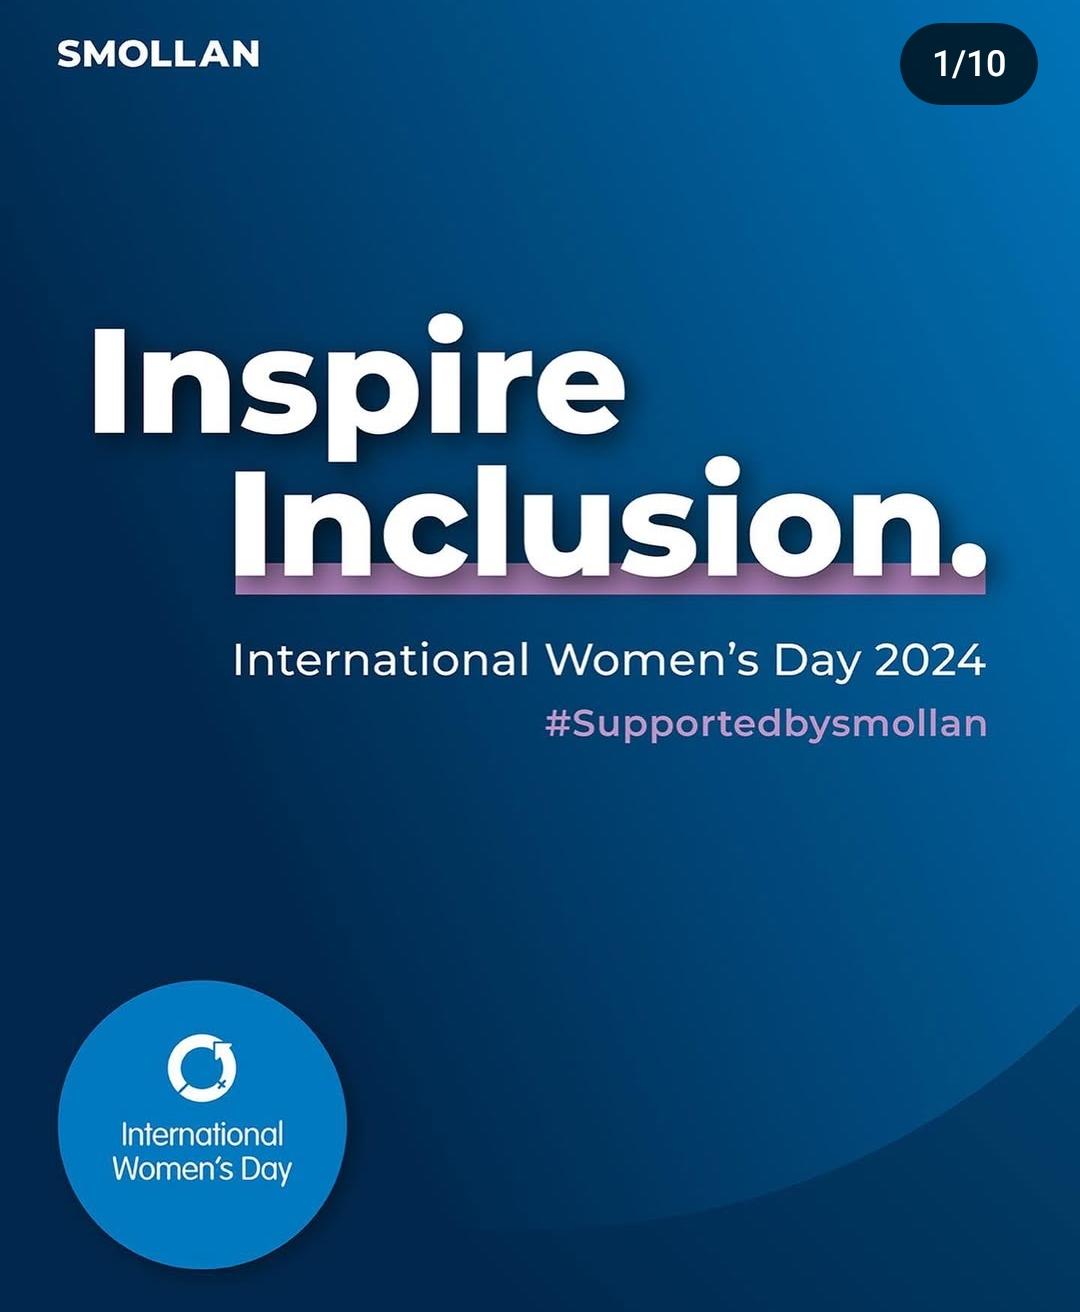 SMOLLAN
1/10
Inspire
Inclusion.
International Women’s Day 2024
#Supportedbysmollan
International
Women’s Day